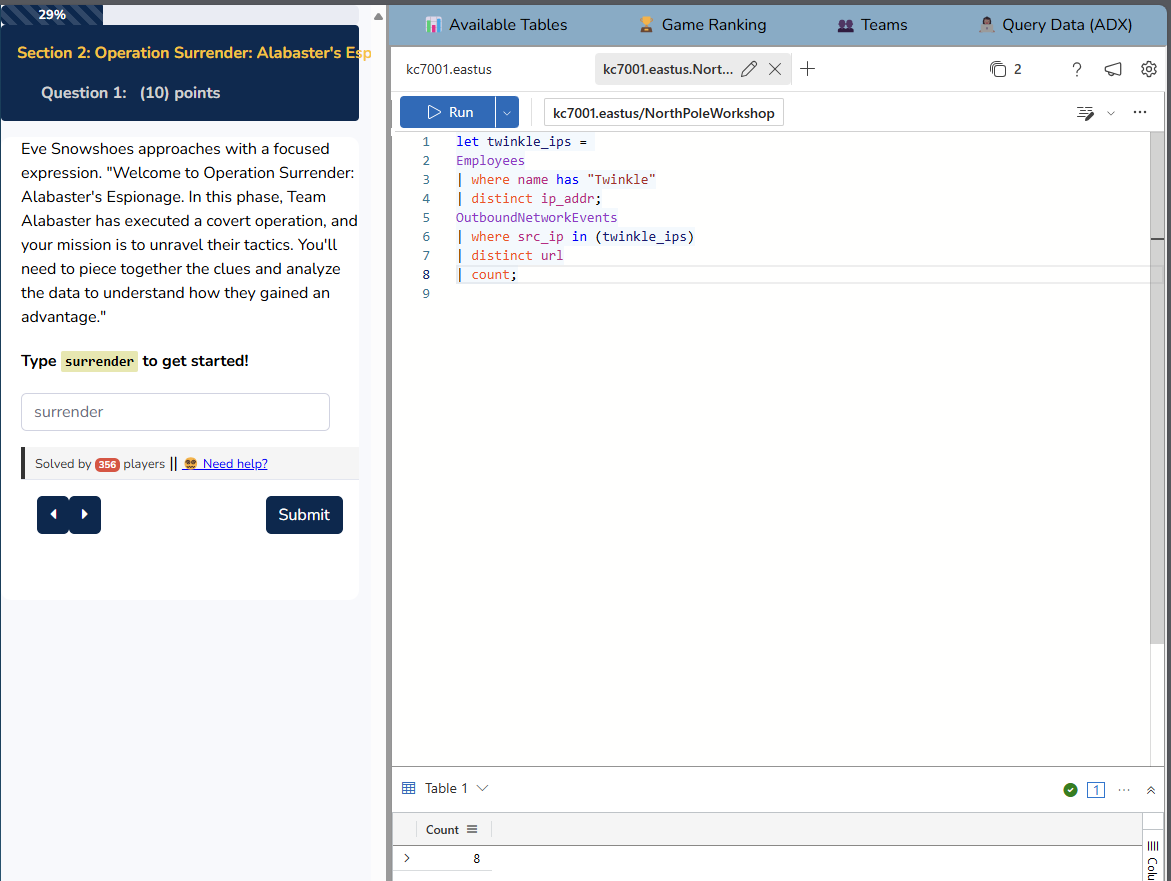 29%
Section 2: Operation Surrender: Alabaster's Esp
Question 1: (10) points
Eve Snowshoes approaches with a focused
expression. "Welcome to Operation Surrender:
Alabaster's Espionage. In this phase, Team
Alabaster has executed a covert operation, and
your mission is to unravel their tactics. You'll
need to piece together the clues and analyze
the data to understand how they gained an
advantage."
Type surrender to get started!
surrender
Solved by 356 players || Need help?
Submit
Available Tables
Game Ranking
Teams
Query Data (ADX)
kc7001.eastus
kc7001.eastus.Nort...
2
Run
kc7001.eastus/NorthPoleWorkshop
1 let twinkle_ips =
2 Employees
3 | where name has "Twinkle"
4 | distinct ip_addr;
5 OutboundNetworkEvents
6 | where src_ip in (twinkle_ips)
7 | distinct url
8 | count;
9
Table 1
1
Count
8
Colu